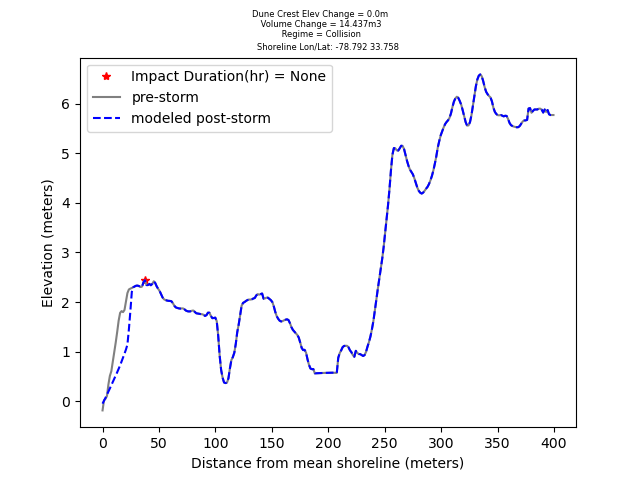 Dune Crest Elev Change = 0.0m
Volume Change = 14.437m3
Regime = Collision
Shoreline Lon/Lat: -78.792 33.758
Impact Duration(hr) = None
pre-storm
modeled post-storm
Elevation (meters)
6
5
4
3
2
1
0
0 50 100 150 200 250 300 350 400
Distance from mean shoreline (meters)